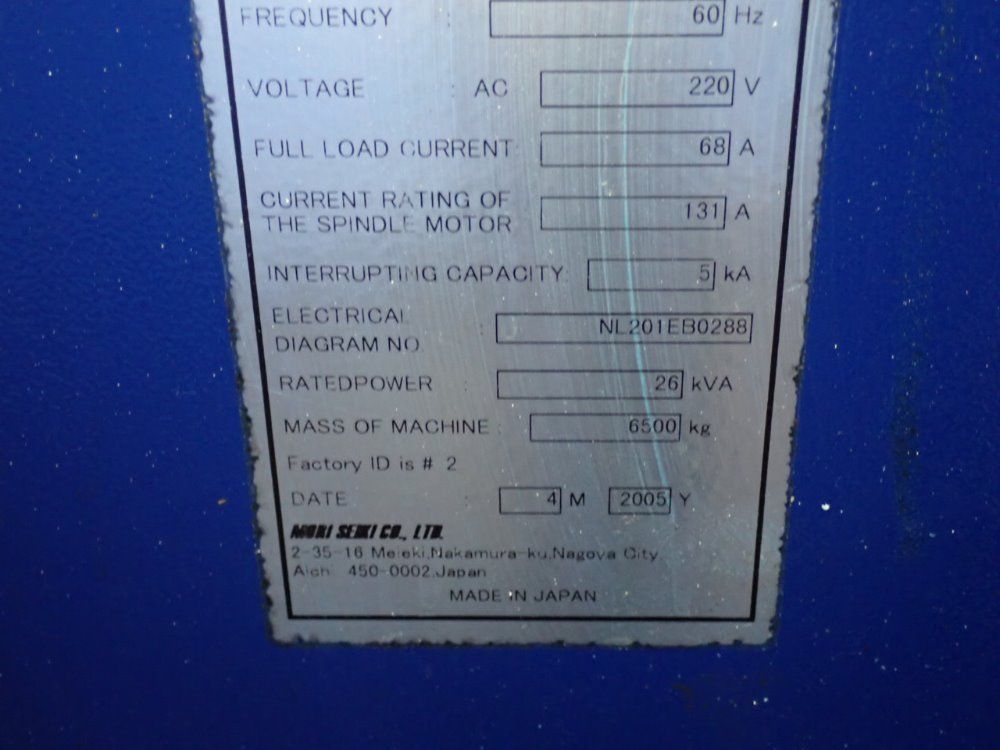 FREQUENCY : 60 Hz
VOLTAGE : AC 220 V
FULL LOAD CURRENT: 68 A
CURRENT RATING OF
THE SPINDLE MOTOR 131 A
INTERRUPTING CAPACITY: 5 kA
ELECTRICAL
DIAGRAM NO. : NL201EB0288
RATEDPOWER : 26 kVA
MASS OF MACHINE : 6500 kg
Factory ID is # 2
DATE : 4 M 2005 Y
MORI SEIKI CO., LTD.
2-35-16 Meieki,Nakamura-ku,Nagoya City,
Aichi 450-0002,Japan
MADE IN JAPAN